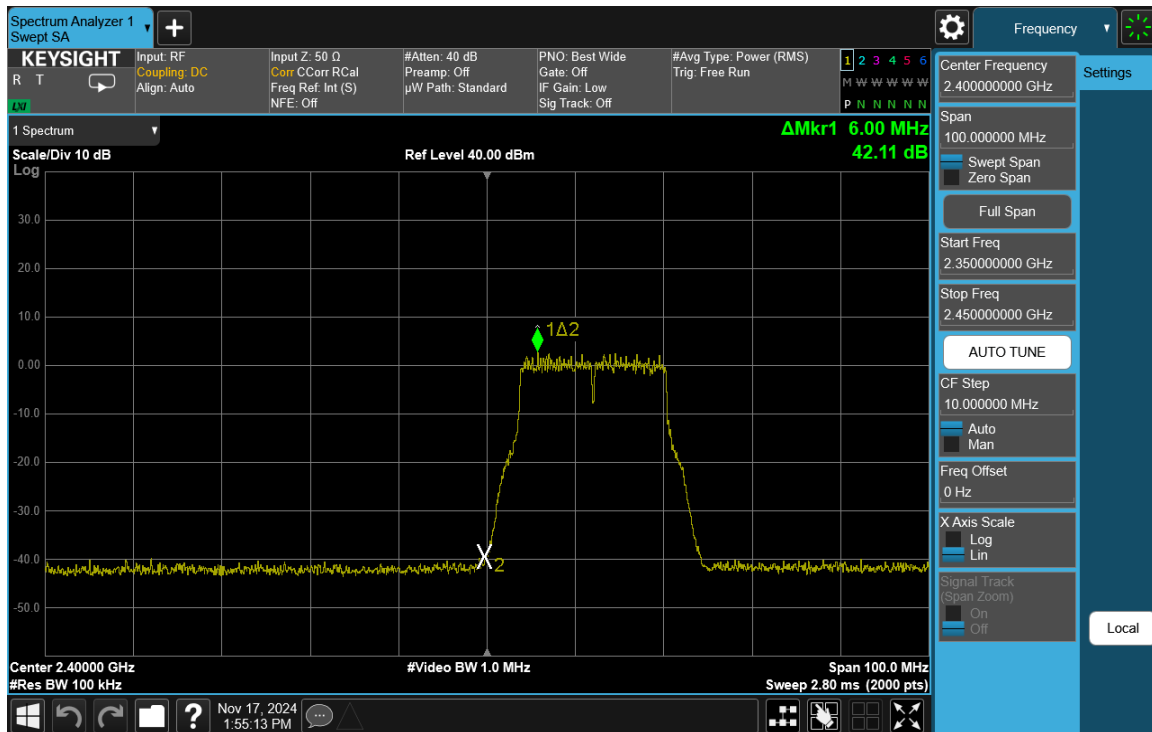 Spectrum Analyzer 1
Swept SA
Frequency
KEYSIGHT
R T
LXI
Input: RF
Coupling: DC
Align: Auto
Input Z: 50 Ω
Corr CCorr RCal
Freq Ref: Int (S)
NFE: Off
#Atten: 40 dB
Preamp: Off
µW Path: Standard
PNO: Best Wide
Gate: Off
IF Gain: Low
Sig Track: Off
#Avg Type: Power (RMS)
Trig: Free Run
1 2 3 4 5 6
M W W W W W
P N N N N N
1 Spectrum
Scale/Div 10 dB
Log
Ref Level 40.00 dBm
ΔMkr1 6.00 MHz
42.11 dB
30.0
20.0
10.0
0.00
-10.0
-20.0
-30.0
-40.0
-50.0
1Δ2
X2
Center 2.40000 GHz
#Res BW 100 kHz
#Video BW 1.0 MHz
Span 100.0 MHz
Sweep 2.80 ms (2000 pts)
Center Frequency
2.400000000 GHz
Span
100.000000 MHz
Swept Span
Zero Span
Full Span
Start Freq
2.350000000 GHz
Stop Freq
2.450000000 GHz
AUTO TUNE
CF Step
10.000000 MHz
Auto
Man
Freq Offset
0 Hz
X Axis Scale
Log
Lin
Signal Track
(Span Zoom)
On
Off
Settings
Local
?
Nov 17, 2024
1:55:13 PM